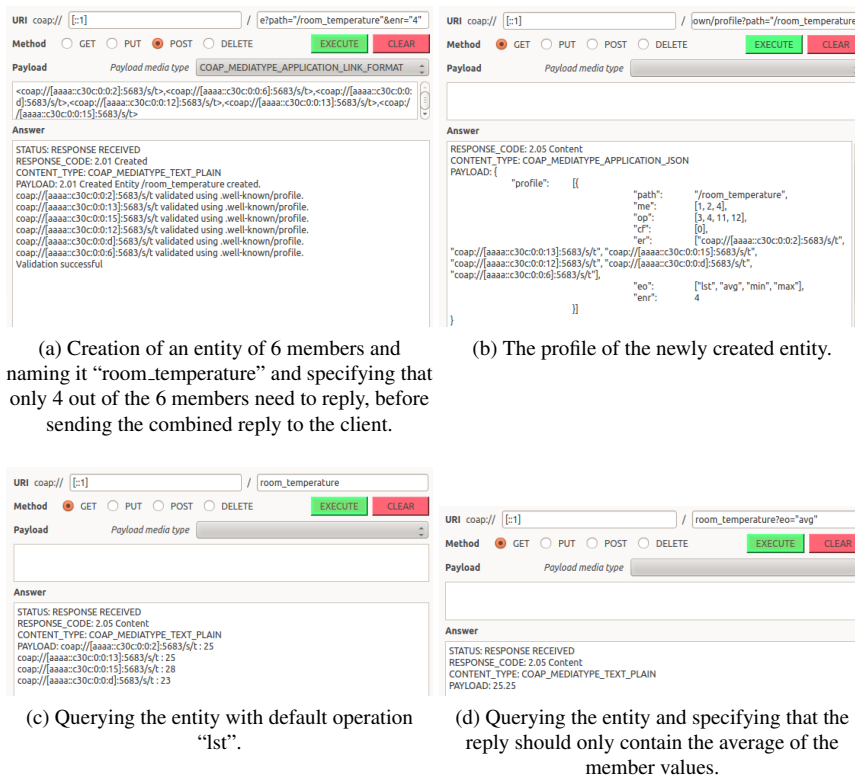 URI coap:// [::1] / e?path="/room_temperature"&enr="4"
Method GET PUT POST DELETE EXECUTE CLEAR
Payload Payload media type COAP_MEDIATYPE_APPLICATION_LINK_FORMAT
<coap://[aaaa::c30c:0:0:2]:5683/s/t>,<coap://[aaaa::c30c:0:0:6]:5683/s/t>,<coap://[aaaa::c30c:0:0:
d]:5683/s/t>,<coap://[aaaa::c30c:0:0:12]:5683/s/t>,<coap://[aaaa::c30c:0:0:13]:5683/s/t>,<coap:/
/[aaaa::c30c:0:0:15]:5683/s/t>
Answer
STATUS: RESPONSE RECEIVED
RESPONSE_CODE: 2.01 Created
CONTENT_TYPE: COAP_MEDIATYPE_TEXT_PLAIN
PAYLOAD: 2.01 Created Entity /room_temperature created.
coap://[aaaa::c30c:0:0:2]:5683/s/t validated using .well-known/profile.
coap://[aaaa::c30c:0:0:13]:5683/s/t validated using .well-known/profile.
coap://[aaaa::c30c:0:0:15]:5683/s/t validated using .well-known/profile.
coap://[aaaa::c30c:0:0:12]:5683/s/t validated using .well-known/profile.
coap://[aaaa::c30c:0:0:d]:5683/s/t validated using .well-known/profile.
coap://[aaaa::c30c:0:0:6]:5683/s/t validated using .well-known/profile.
Validation successful
(a) Creation of an entity of 6 members and
naming it “room_temperature” and specifying that
only 4 out of the 6 members need to reply, before
sending the combined reply to the client.
URI coap:// [::1] / own/profile?path="/room_temperature
Method GET PUT POST DELETE EXECUTE CLEAR
Payload Payload media type
Answer
RESPONSE_CODE: 2.05 Content
CONTENT_TYPE: COAP_MEDIATYPE_APPLICATION_JSON
PAYLOAD: {
"profile": [{
"path": "/room_temperature",
"me": [1, 2, 4],
"op": [3, 4, 11, 12],
"cf": [0],
"er": ["coap://[aaaa::c30c:0:0:2]:5683/s/t",
"coap://[aaaa::c30c:0:0:13]:5683/s/t", "coap://[aaaa::c30c:0:0:15]:5683/s/t",
"coap://[aaaa::c30c:0:0:12]:5683/s/t", "coap://[aaaa::c30c:0:0:d]:5683/s/t",
"coap://[aaaa::c30c:0:0:6]:5683/s/t"],
"eo": ["lst", "avg", "min", "max"],
"enr": 4
}]
}
(b) The profile of the newly created entity.
URI coap:// [::1] / room_temperature
Method GET PUT POST DELETE EXECUTE CLEAR
Payload Payload media type
Answer
STATUS: RESPONSE RECEIVED
RESPONSE_CODE: 2.05 Content
CONTENT_TYPE: COAP_MEDIATYPE_TEXT_PLAIN
PAYLOAD: coap://[aaaa::c30c:0:0:2]:5683/s/t : 25
coap://[aaaa::c30c:0:0:13]:5683/s/t : 25
coap://[aaaa::c30c:0:0:15]:5683/s/t : 28
coap://[aaaa::c30c:0:0:d]:5683/s/t : 23
(c) Querying the entity with default operation
“lst”.
URI coap:// [::1] / room_temperature?eo="avg"
Method GET PUT POST DELETE EXECUTE CLEAR
Payload Payload media type
Answer
STATUS: RESPONSE RECEIVED
RESPONSE_CODE: 2.05 Content
CONTENT_TYPE: COAP_MEDIATYPE_TEXT_PLAIN
PAYLOAD: 25.25
(d) Querying the entity and specifying that the
reply should only contain the average of the
member values.